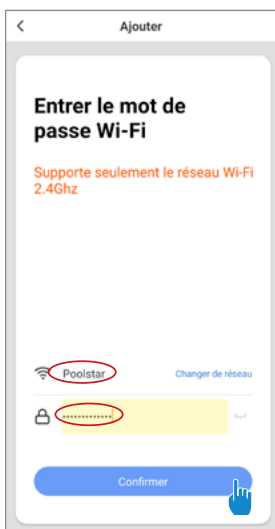 Ajouter
Entrer le mot de
passe Wi-Fi
Supporte seulement le réseau Wi-Fi
2.4Ghz
Poolstar Changer de réseau
•••••••••••••
Confirmer